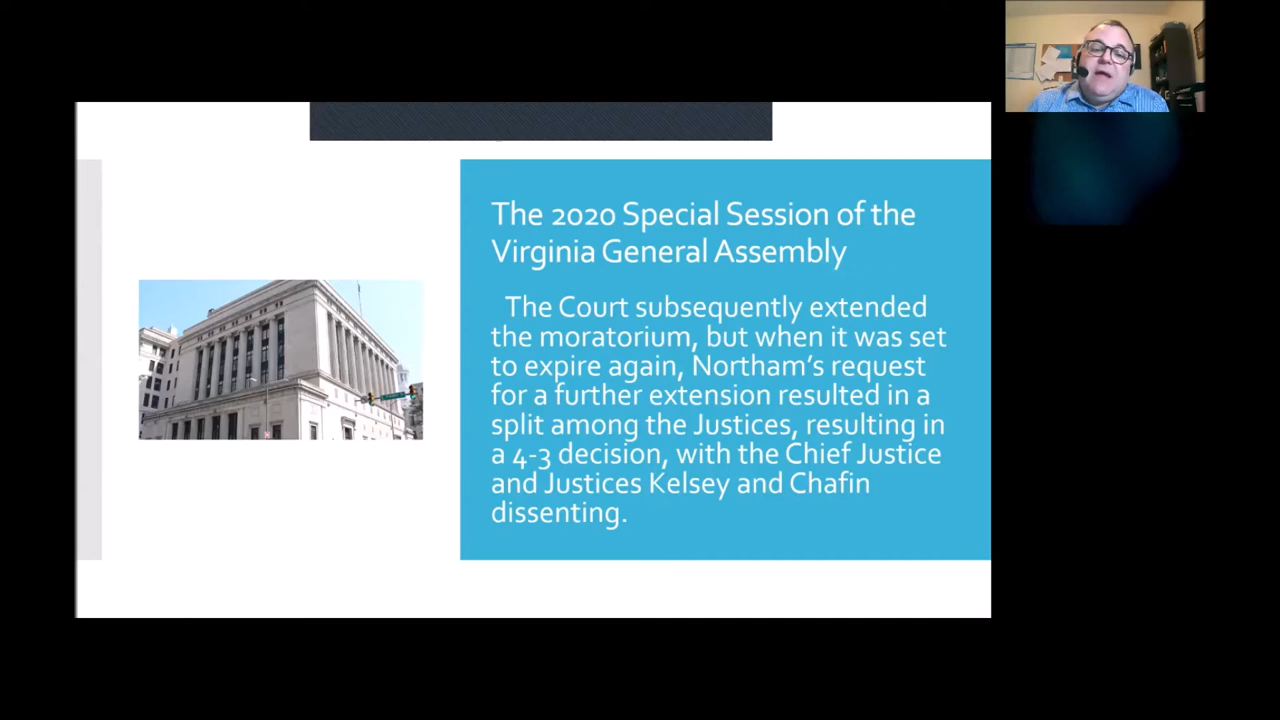 The 2020 Special Session of the
Virginia General Assembly
The Court subsequently extended
the moratorium, but when it was set
to expire again, Northam's request
for a further extension resulted in a
split among the Justices, resulting in
a 4-3 decision, with the Chief Justice
and Justices Kelsey and Chafin
dissenting.